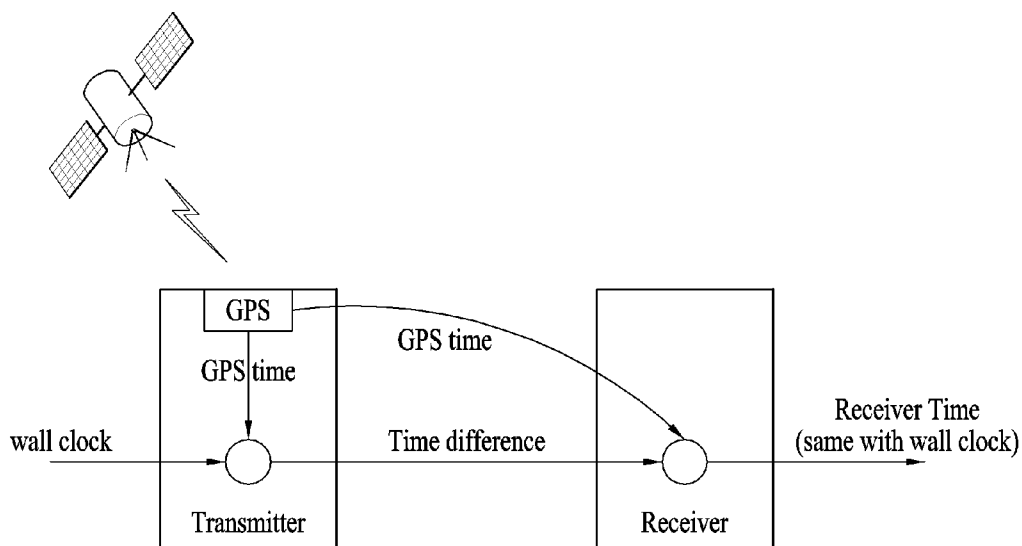 GPS
GPS time
GPS time
wall clock
Time difference
Receiver Time
(same with wall clock)
Transmitter
Receiver